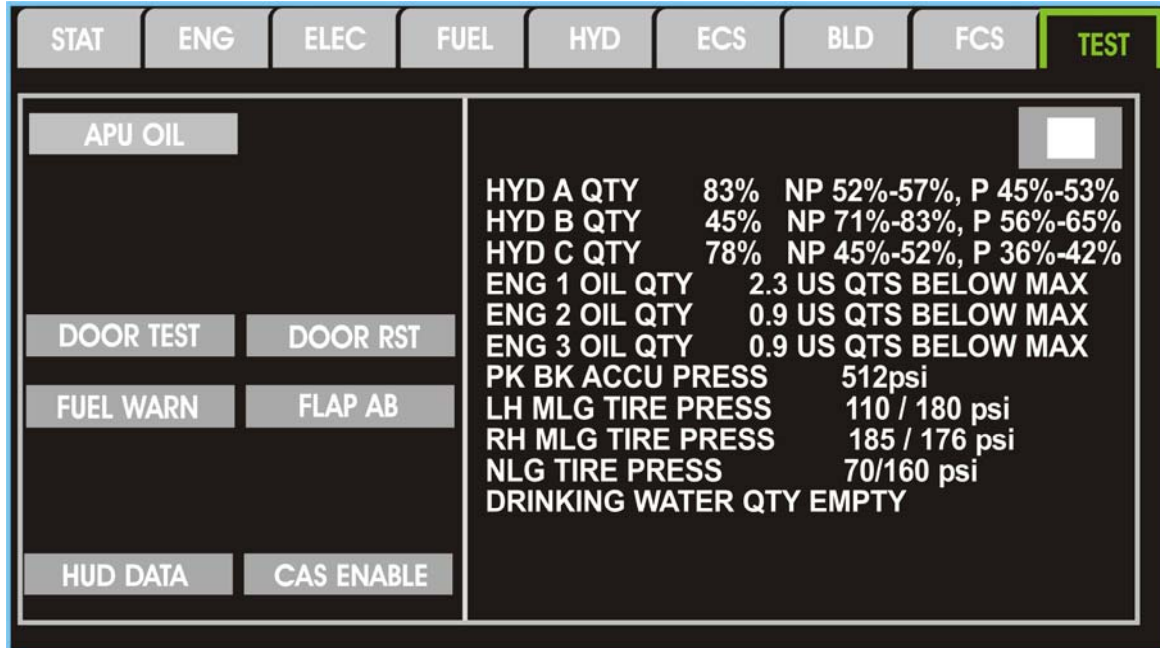 STAT ENG ELEC FUEL HYD ECS BLD FCS TEST
APU OIL
DOOR TEST DOOR RST
FUEL WARN FLAP AB
HUD DATA CAS ENABLE
HYD A QTY 83% NP 52%-57%, P 45%-53%
HYD B QTY 45% NP 71%-83%, P 56%-65%
HYD C QTY 78% NP 45%-52%, P 36%-42%
ENG 1 OIL QTY 2.3 US QTS BELOW MAX
ENG 2 OIL QTY 0.9 US QTS BELOW MAX
ENG 3 OIL QTY 0.9 US QTS BELOW MAX
PK BK ACCU PRESS 512psi
LH MLG TIRE PRESS 110 / 180 psi
RH MLG TIRE PRESS 185 / 176 psi
NLG TIRE PRESS 70/160 psi
DRINKING WATER QTY EMPTY